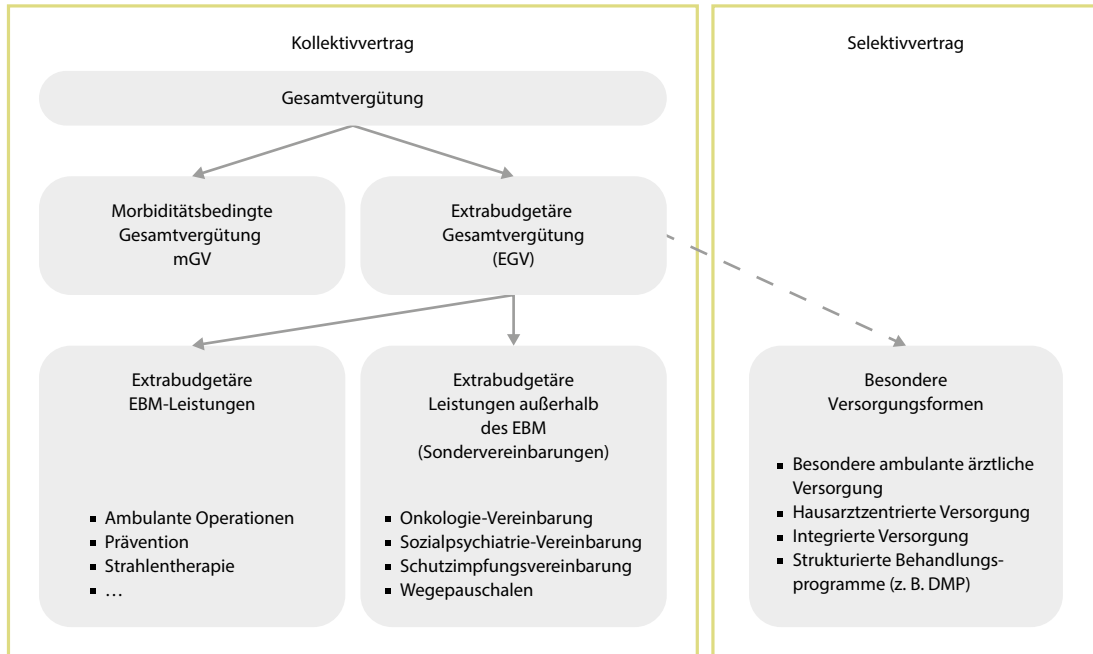 Kollektivvertrag
Selektivvertrag
Gesamtvergütung
Morbiditätsbedingte
Gesamtvergütung
mGV
Extrabudgetäre
Gesamtvergütung
(EGV)
Extrabudgetäre
EBM-Leistungen
▪ Ambulante Operationen
▪ Prävention
▪ Strahlentherapie
▪ …
Extrabudgetäre
Leistungen außerhalb
des EBM
(Sondervereinbarungen)
▪ Onkologie-Vereinbarung
▪ Sozialpsychiatrie-Vereinbarung
▪ Schutzimpfungsvereinbarung
▪ Wegepauschalen
Besondere
Versorgungsformen
▪ Besondere ambulante ärztliche
Versorgung
▪ Hausarztzentrierte Versorgung
▪ Integrierte Versorgung
▪ Strukturierte Behandlungs-
programme (z. B. DMP)